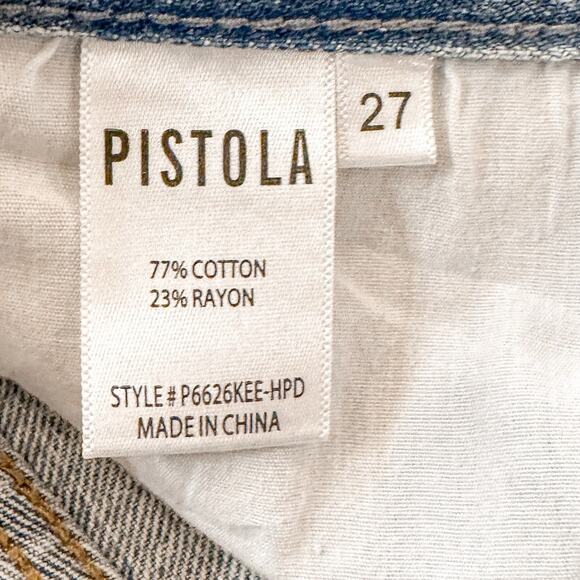 PISTOLA
27
77% COTTON
23% RAYON
STYLE # P6626KEE-HPD
MADE IN CHINA